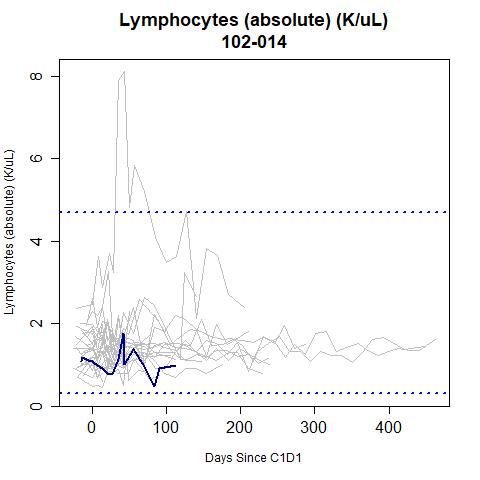 Lymphocytes (absolute) (K/uL)
102-014
Lymphocytes (absolute) (K/uL)
8
6
4
2
0
0 100 200 300 400
Days Since C1D1